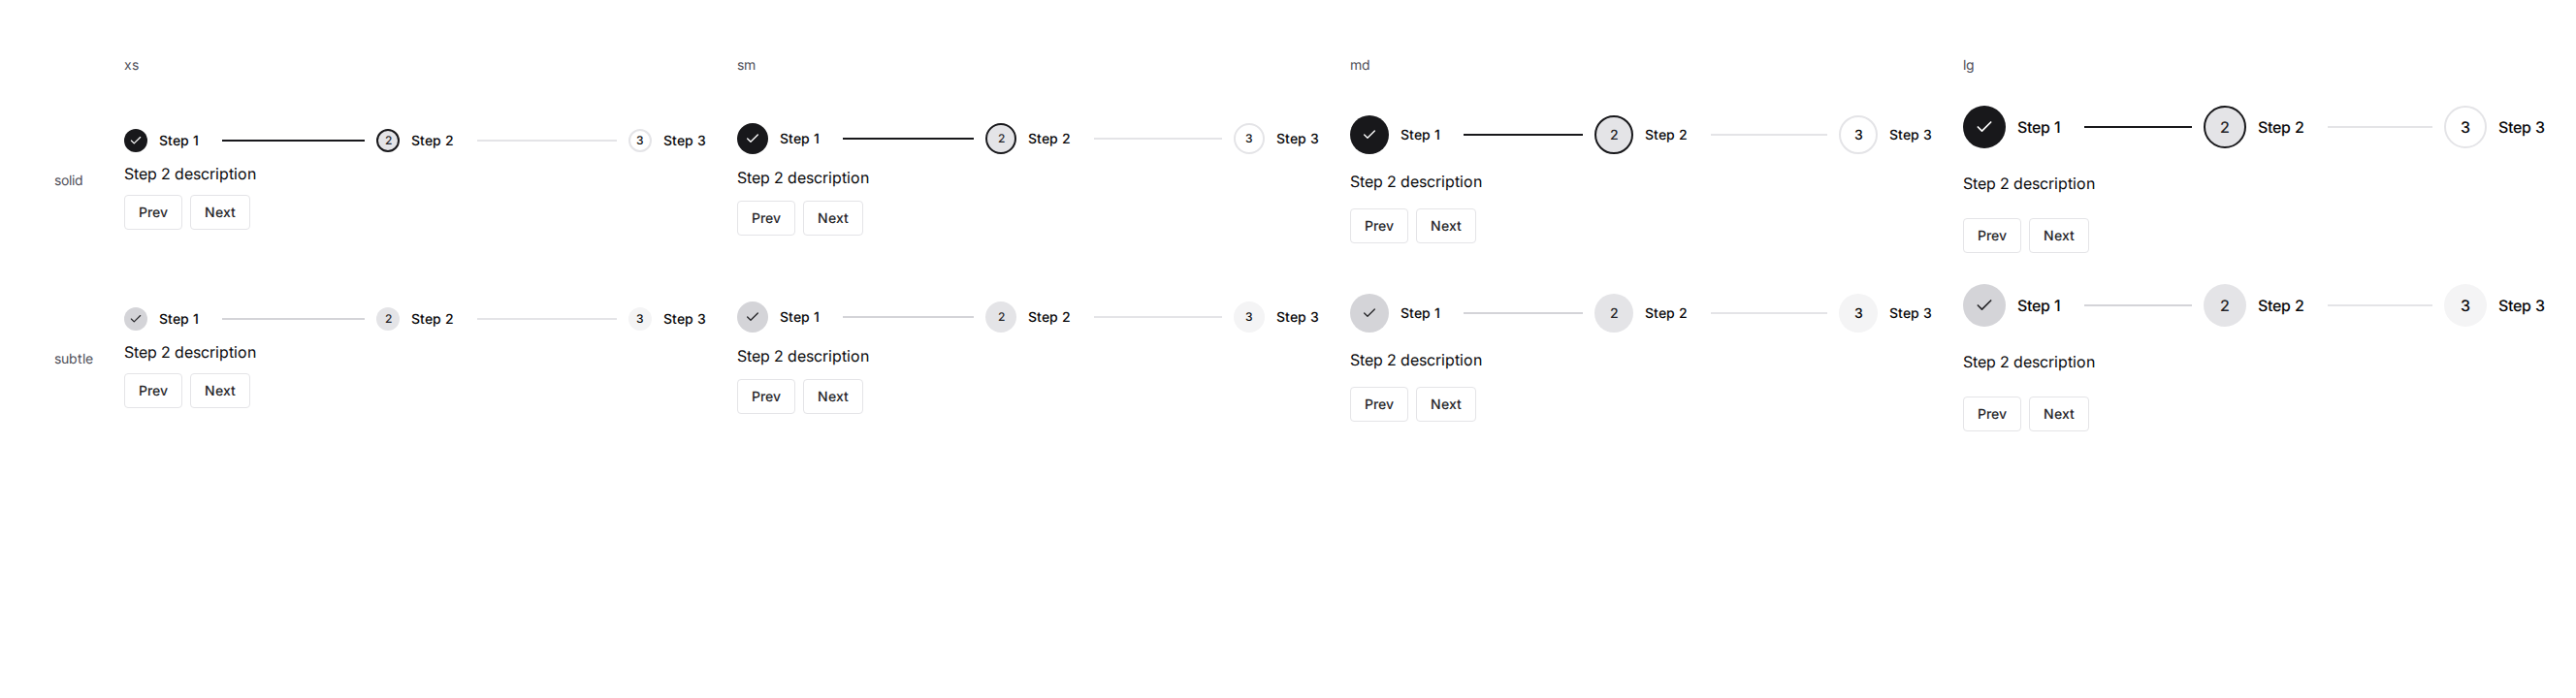 xs sm md lg
Step 1 2 Step 2 3 Step 3 Step 1 2 Step 2 3 Step 3 Step 1 2 Step 2 3 Step 3 Step 1 2 Step 2 3 Step 3
solid Step 2 description Step 2 description Step 2 description Step 2 description
Prev Next Prev Next Prev Next Prev Next
Step 1 2 Step 2 3 Step 3 Step 1 2 Step 2 3 Step 3 Step 1 2 Step 2 3 Step 3 Step 1 2 Step 2 3 Step 3
subtle Step 2 description Step 2 description Step 2 description Step 2 description
Prev Next Prev Next Prev Next Prev Next